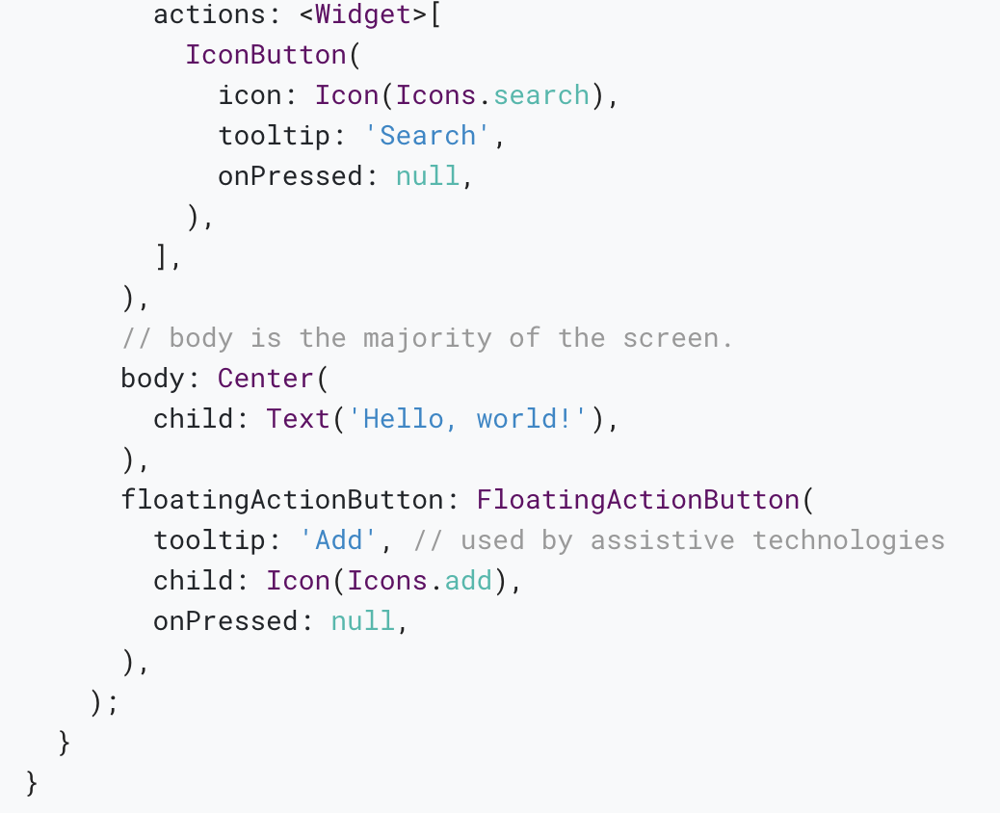 actions: <Widget>[
          IconButton(
            icon: Icon(Icons.search),
            tooltip: 'Search',
            onPressed: null,
          ),
        ],
      ),
      // body is the majority of the screen.
      body: Center(
        child: Text('Hello, world!'),
      ),
      floatingActionButton: FloatingActionButton(
        tooltip: 'Add', // used by assistive technologies
        child: Icon(Icons.add),
        onPressed: null,
      ),
    );
  }
}